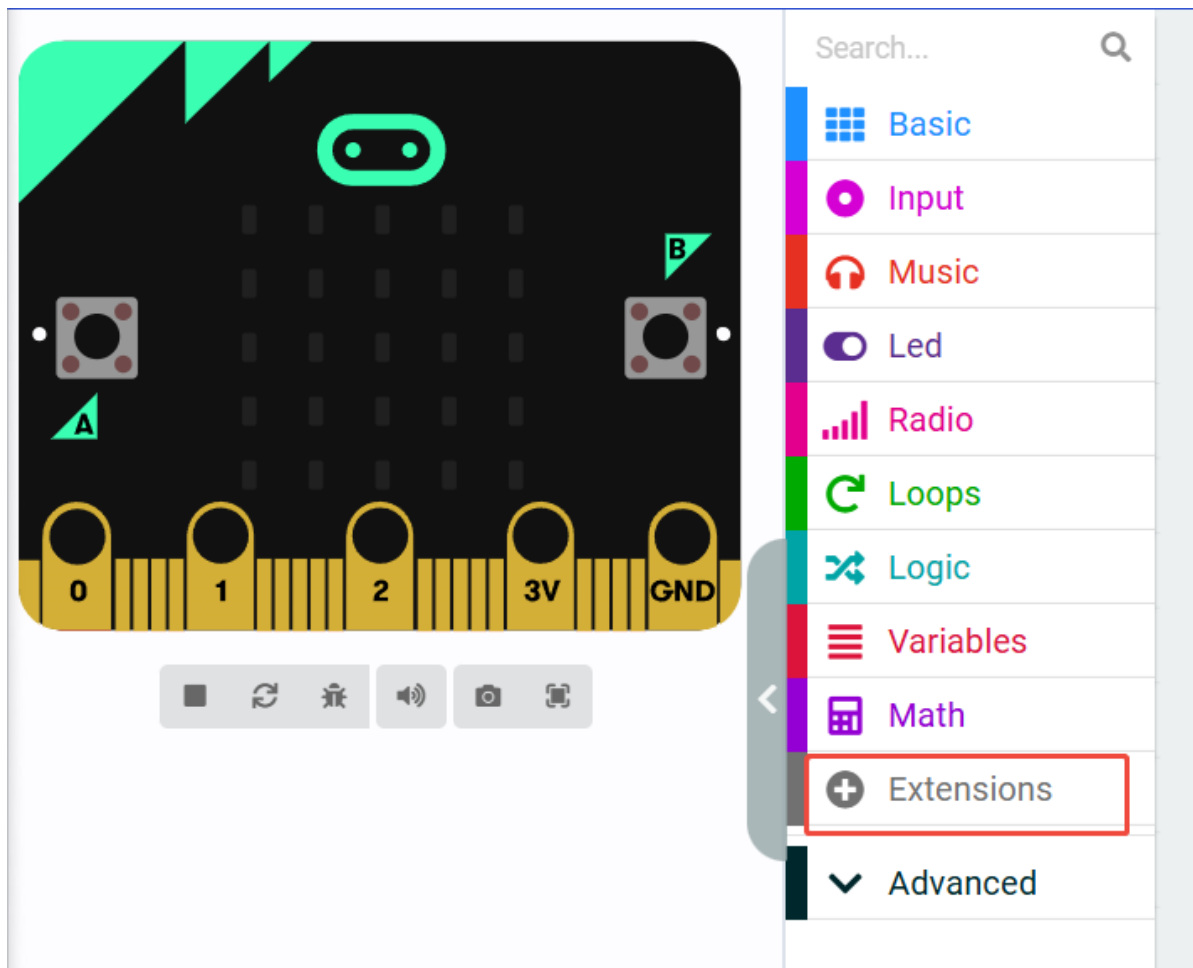 Search...
Basic
Input
Music
Led
Radio
Loops
Logic
Variables
Math
Extensions
Advanced
B
A
0 1 2 3V GND